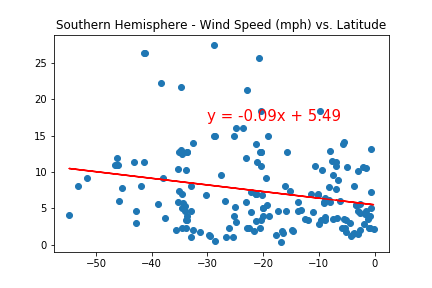 Southern Hemisphere - Wind Speed (mph) vs. Latitude
25
20
y = -0.09x + 5.49
15
10
5
0
−50 −40 −30 −20 −10 0